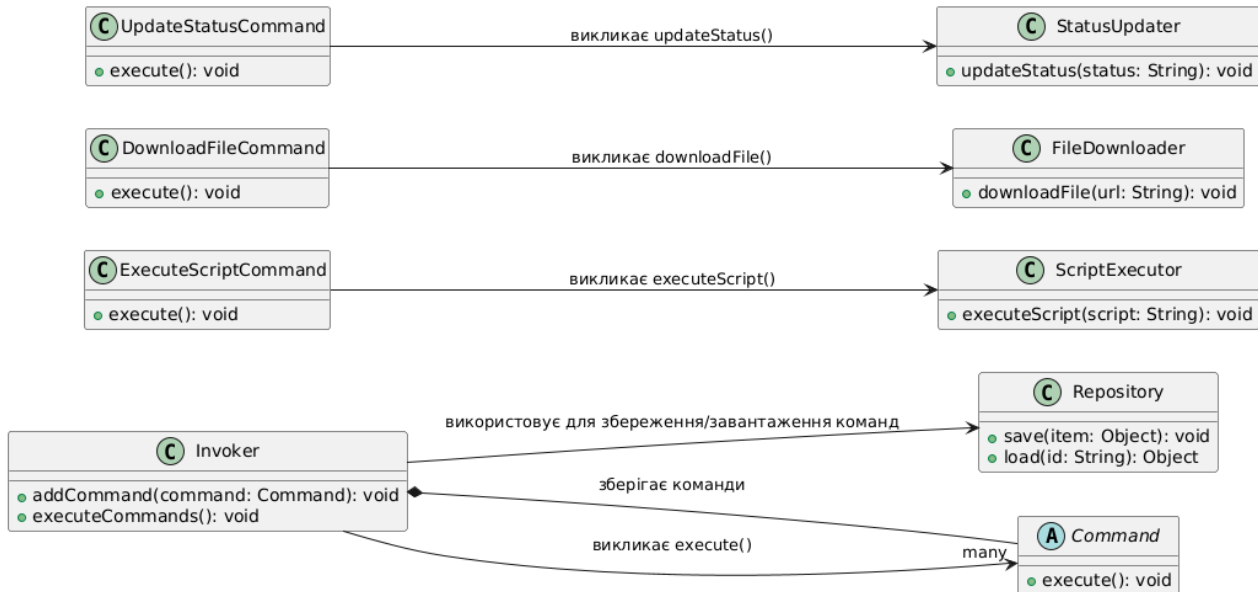 C UpdateStatusCommand
execute(): void
викликає updateStatus()
C StatusUpdater
updateStatus(status: String): void
C DownloadFileCommand
execute(): void
викликає downloadFile()
C FileDownloader
downloadFile(url: String): void
C ExecuteScriptCommand
execute(): void
викликає executeScript()
C ScriptExecutor
executeScript(script: String): void
C Invoker
addCommand(command: Command): void
executeCommands(): void
використовує для збереження/завантаження команд
C Repository
save(item: Object): void
load(id: String): Object
зберігає команди
викликає execute()
many
A Command
execute(): void